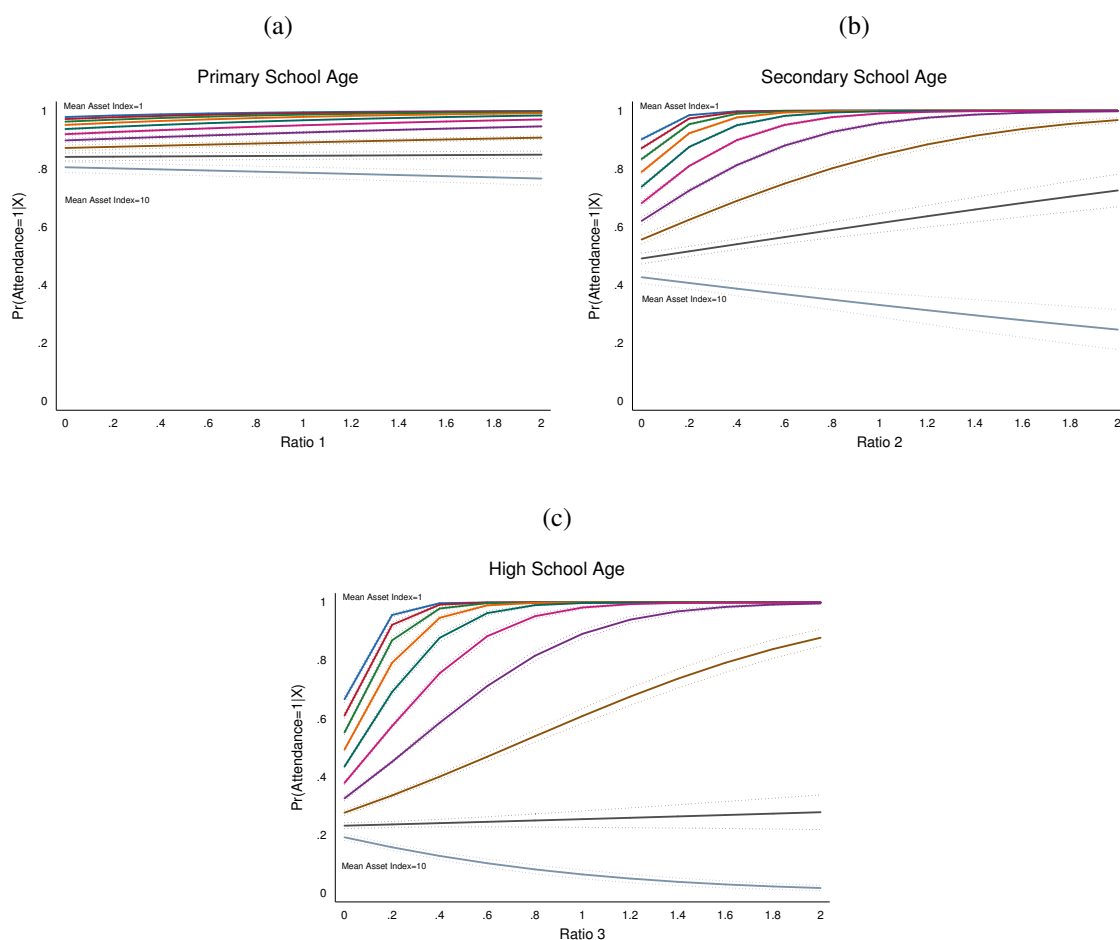 (a)
Primary School Age
Mean Asset Index=1
Mean Asset Index=10
Pr(Attendance=1|X)
1
.8
.6
.4
.2
0
0 .2 .4 .6 .8 1 1.2 1.4 1.6 1.8 2
Ratio 1
(b)
Secondary School Age
Mean Asset Index=1
Mean Asset Index=10
Pr(Attendance=1|X)
1
.8
.6
.4
.2
0
0 .2 .4 .6 .8 1 1.2 1.4 1.6 1.8 2
Ratio 2
(c)
High School Age
Mean Asset Index=1
Mean Asset Index=10
Pr(Attendance=1|X)
1
.8
.6
.4
.2
0
0 .2 .4 .6 .8 1 1.2 1.4 1.6 1.8 2
Ratio 3